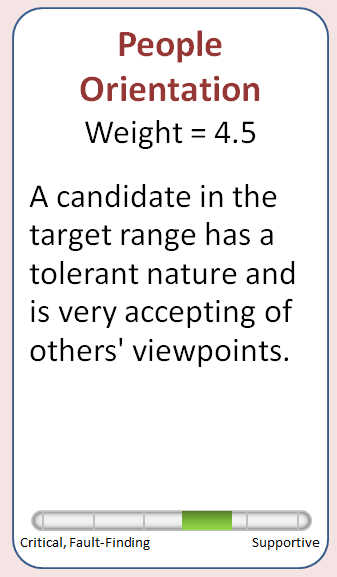 People
Orientation
Weight = 4.5
A candidate in the
target range has a
tolerant nature and
is very accepting of
others' viewpoints.
Critical, Fault-Finding Supportive